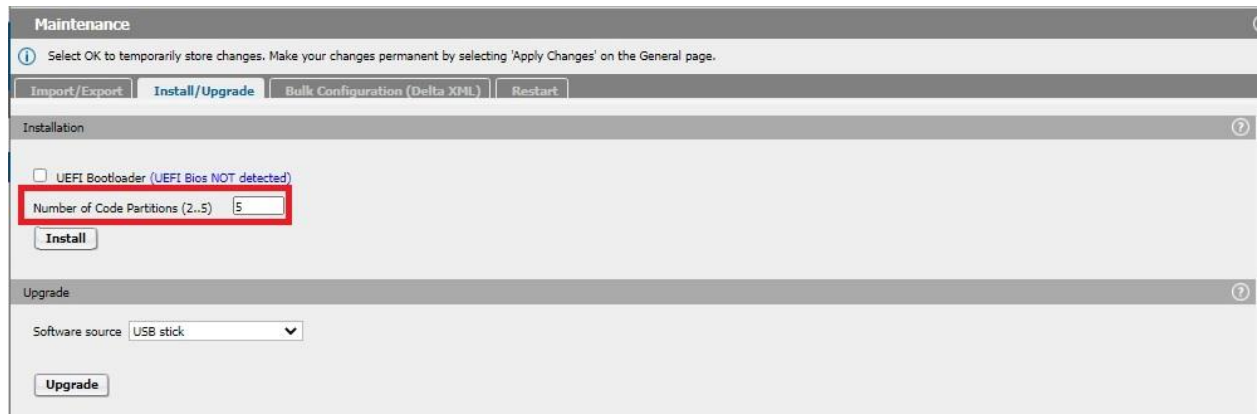 Maintenance
Select OK to temporarily store changes. Make your changes permanent by selecting 'Apply Changes' on the General page.
Import/Export Install/Upgrade Bulk Configuration (Delta XML) Restart
Installation
UEFI Bootloader (UEFI Bios NOT detected)
Number of Code Partitions (2..5) 5
Install
Upgrade
Software source USB stick
Upgrade